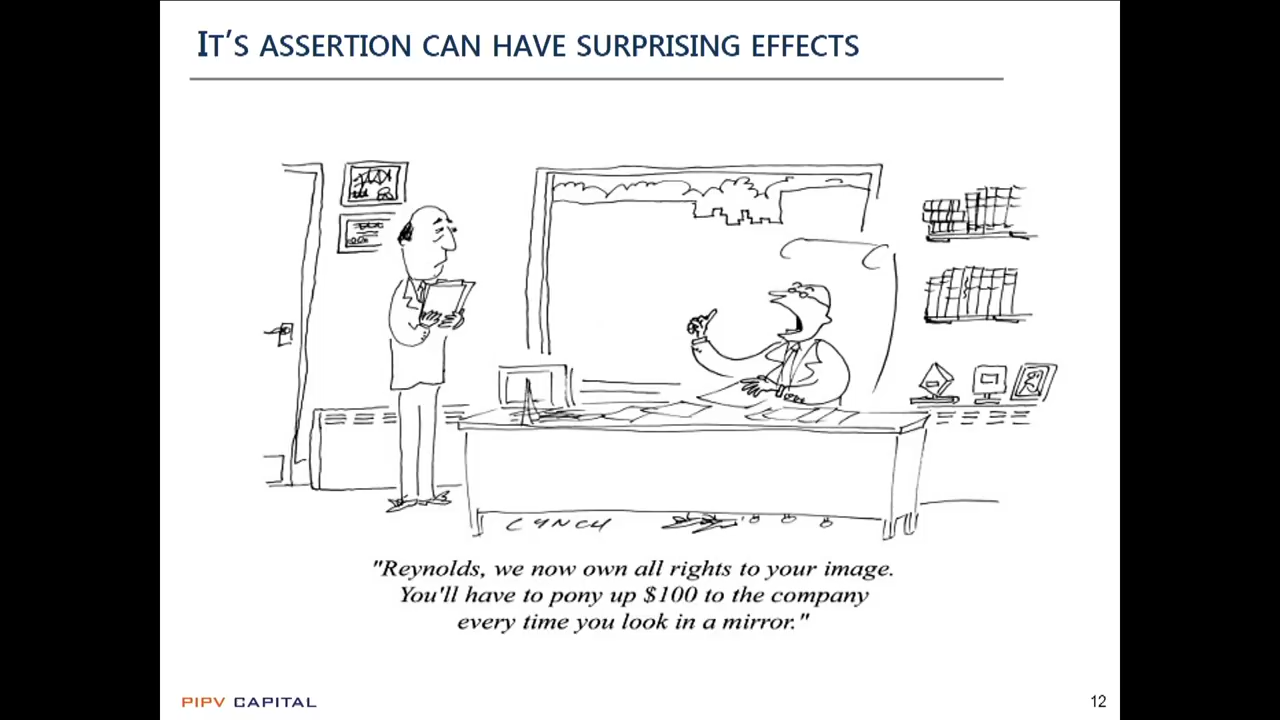 IT'S ASSERTION CAN HAVE SURPRISING EFFECTS
LYNCH
"Reynolds, we now own all rights to your image.
You'll have to pony up $100 to the company
every time you look in a mirror."
PIPV CAPITAL
12